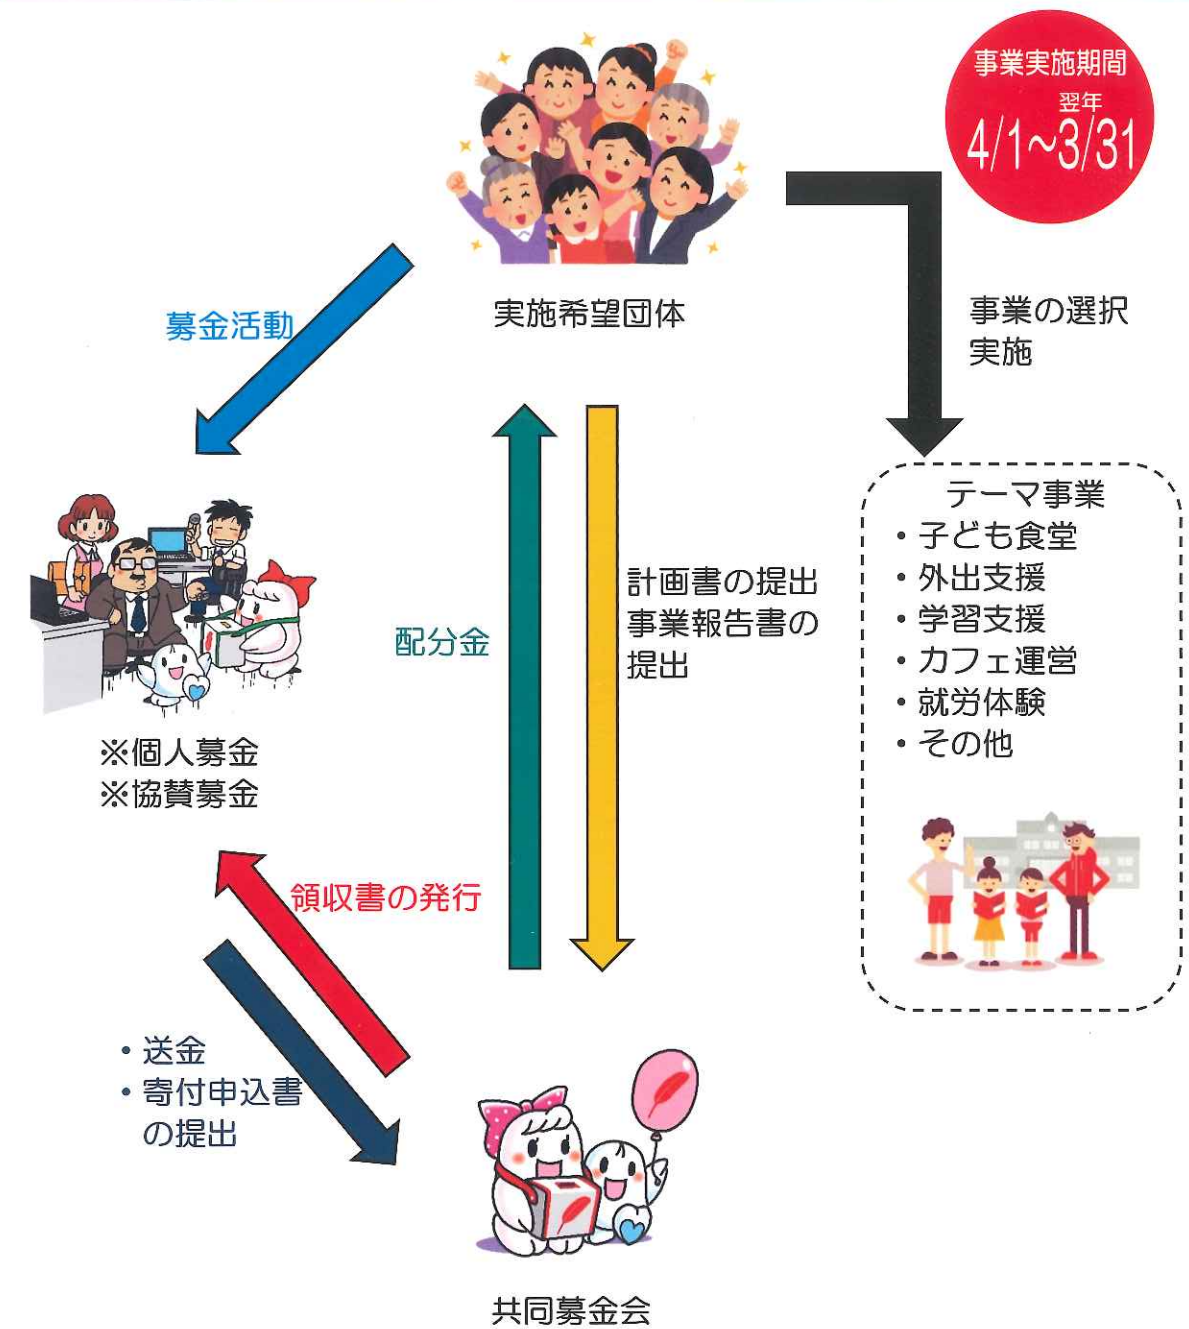 事業実施期間
翌年
4/1～3/31
実施希望団体
募金活動
事業の選択
実施
テーマ事業
・子ども食堂
・外出支援
・学習支援
・カフェ運営
・就労体験
・その他
配分金
計画書の提出
事業報告書の
提出
※個人募金
※協賛募金
領収書の発行
・送金
・寄付申込書
の提出
共同募金会